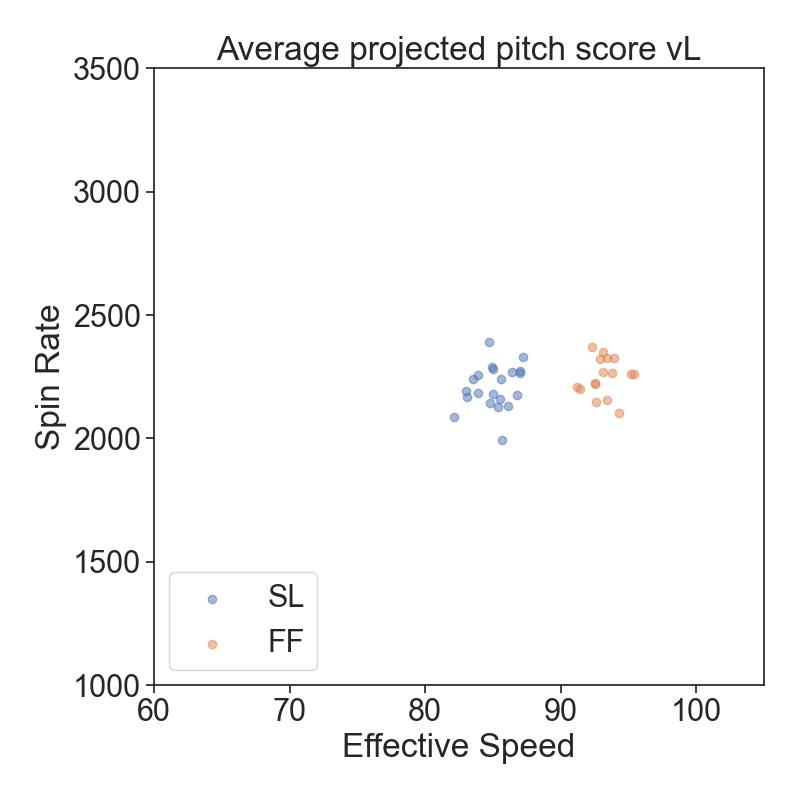 Average projected pitch score vL
3500
3000
2500
2000
1500
1000
Spin Rate
SL
FF
60 70 80 90 100
Effective Speed